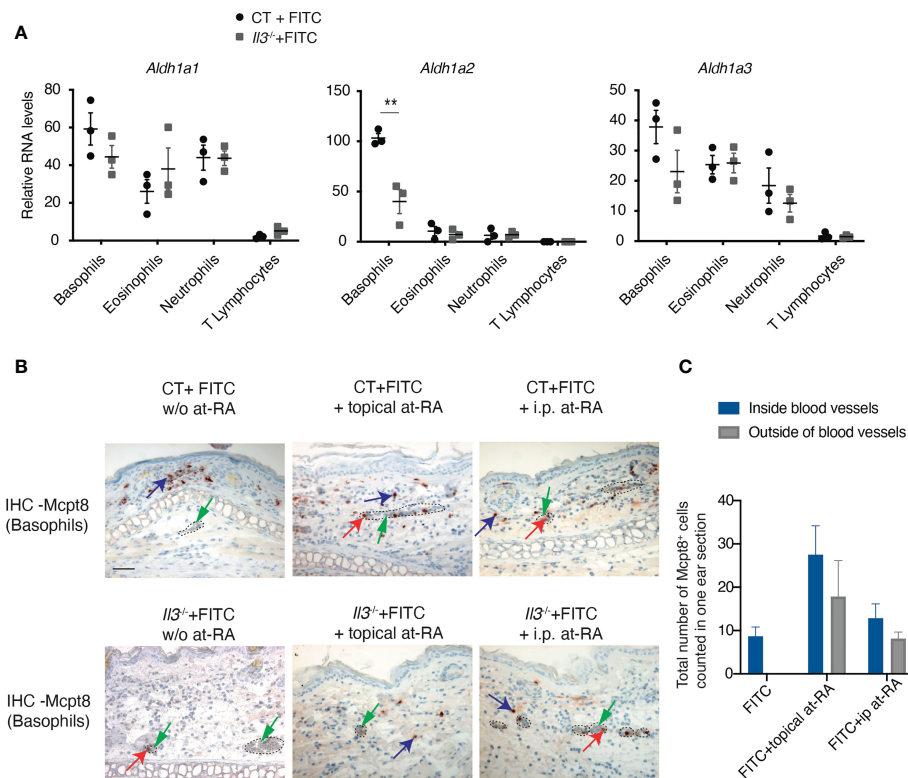 A
CT + FITC
Il3-/-+FITC
Aldh1a1
Aldh1a2
Aldh1a3
Relative RNA levels
80
60
40
20
0
150
100
50
0
50
40
30
20
10
0
**
Basophils
Eosinophils
Neutrophils
T Lymphocytes
Basophils
Eosinophils
Neutrophils
T Lymphocytes
Basophils
Eosinophils
Neutrophils
T Lymphocytes
B
CT+ FITC
w/o at-RA
CT+FITC
+ topical at-RA
CT+FITC
+ i.p. at-RA
IHC -Mcpt8
(Basophils)
Il3-/-+FITC
w/o at-RA
Il3-/-+FITC
+ topical at-RA
Il3-/-+FITC
+ i.p. at-RA
IHC -Mcpt8
(Basophils)
C
Inside blood vessels
Outside of blood vessels
Total number of Mcpt8+ cells
counted in one ear section
40
30
20
10
0
FITC
FITC+topical at-RA
FITC+ip at-RA